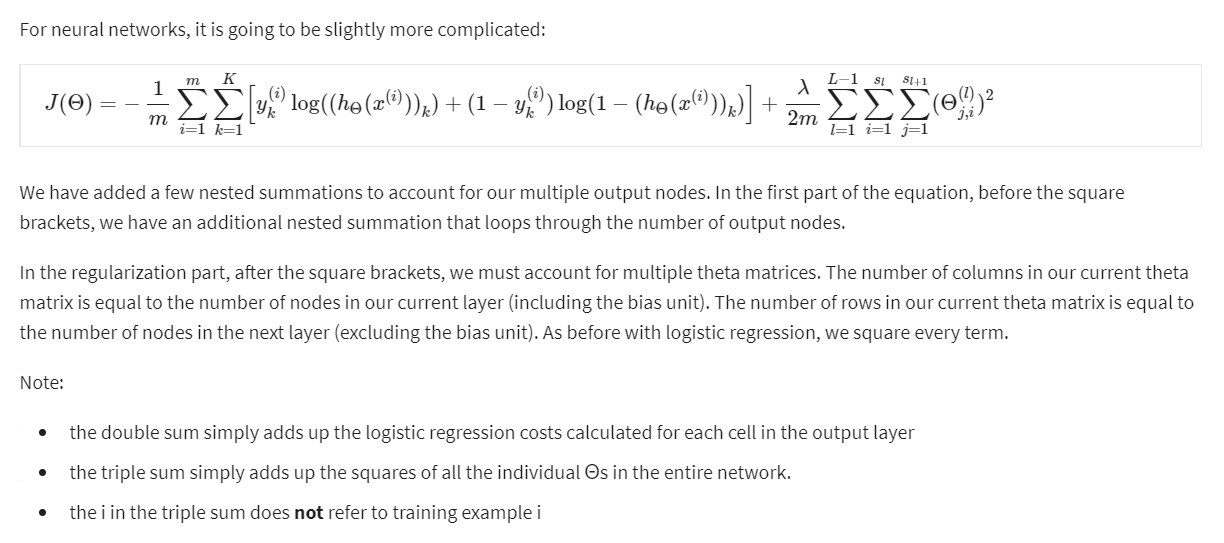 For neural networks, it is going to be slightly more complicated:
J(Θ) = − 1/m ∑_{i=1}^{m} ∑_{k=1}^{K} [y_k^{(i)} log((h_Θ(x^{(i)}))_k) + (1 − y_k^{(i)}) log(1 − (h_Θ(x^{(i)}))_k)] + λ/2m ∑_{l=1}^{L−1} ∑_{i=1}^{s_l} ∑_{j=1}^{s_{l+1}} (Θ_{j,i}^{(l)})^2
We have added a few nested summations to account for our multiple output nodes. In the first part of the equation, before the square
brackets, we have an additional nested summation that loops through the number of output nodes.
In the regularization part, after the square brackets, we must account for multiple theta matrices. The number of columns in our current theta
matrix is equal to the number of nodes in our current layer (including the bias unit). The number of rows in our current theta matrix is equal to
the number of nodes in the next layer (excluding the bias unit). As before with logistic regression, we square every term.
Note:
• the double sum simply adds up the logistic regression costs calculated for each cell in the output layer
• the triple sum simply adds up the squares of all the individual Θs in the entire network.
• the i in the triple sum does not refer to training example i